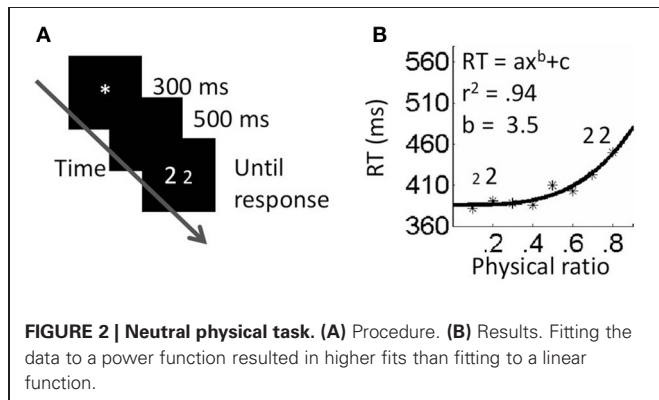 A
*
300 ms
500 ms
Time
2 2
Until
response
B
RT (ms)
560
510
460
410
360
RT = ax^b+c
r² = .94
b = 3.5
2 2
2 2
.2 .4 .6 .8
Physical ratio
FIGURE 2 | Neutral physical task. (A) Procedure. (B) Results. Fitting the
data to a power function resulted in higher fits than fitting to a linear
function.